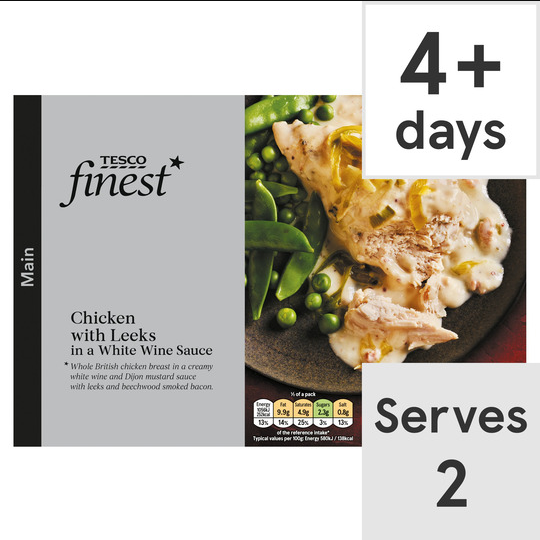 4+
days
TESCO
finest*
Main
Chicken
with Leeks
in a White Wine Sauce
* Whole British chicken breast in a creamy
white wine and Dijon mustard sauce
with leeks and beechwood smoked bacon.
½ of a pack
Energy Fat Saturates Sugars Salt
1056kJ
252kcal 9.9g 4.9g 2.3g 0.8g
13% 14% 25% 3% 13%
of the reference intake*
Typical values per 100g: Energy 580kJ / 138kcal
Serves
2